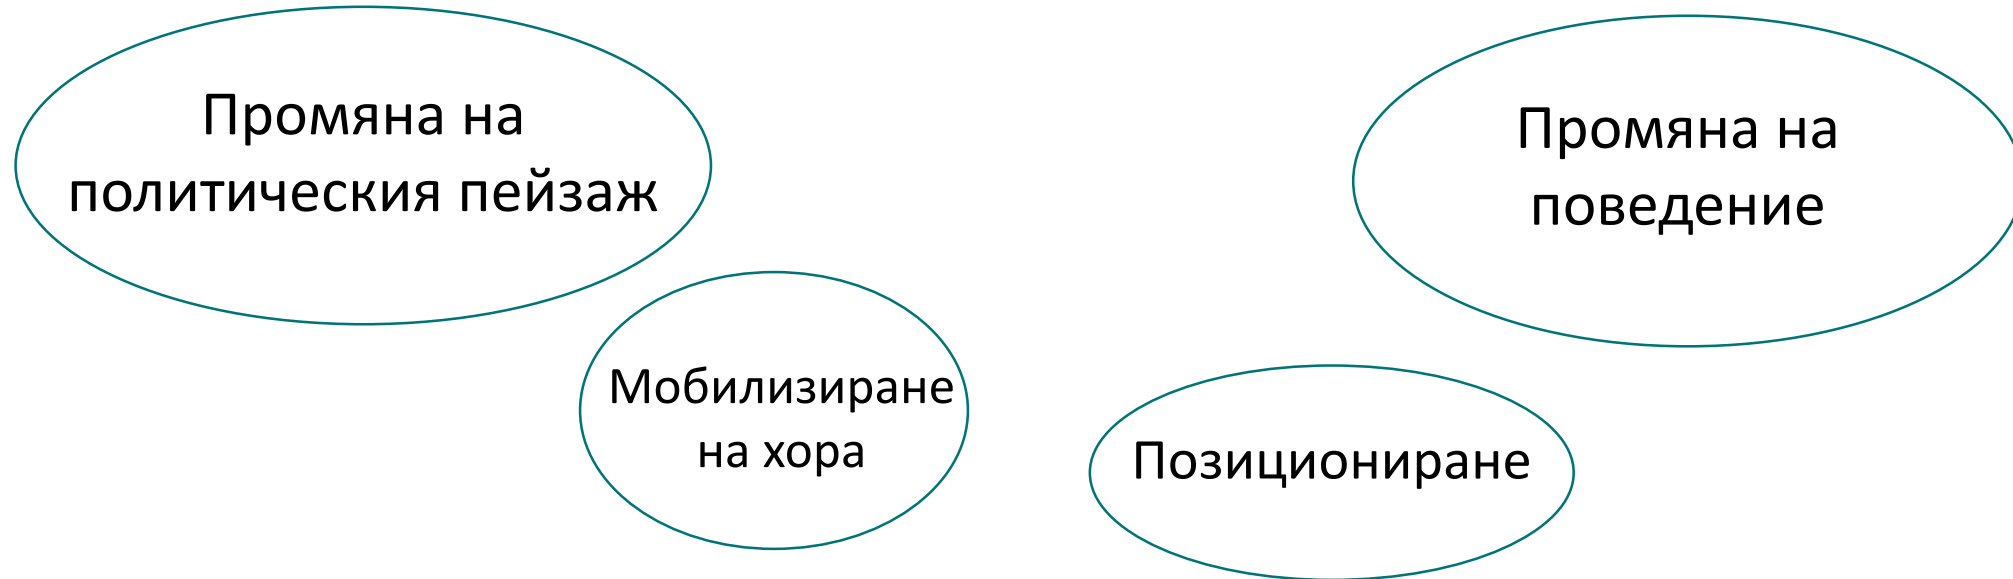 Промяна на
политическия пейзаж
Промяна на
поведение
Мобилизиране
на хора
Позициониране